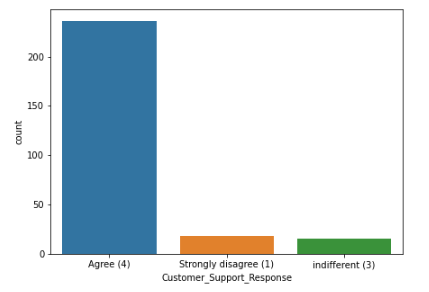 200
150
100
50
0
count
Agree (4)
Strongly disagree (1)
indifferent (3)
Customer_Support_Response